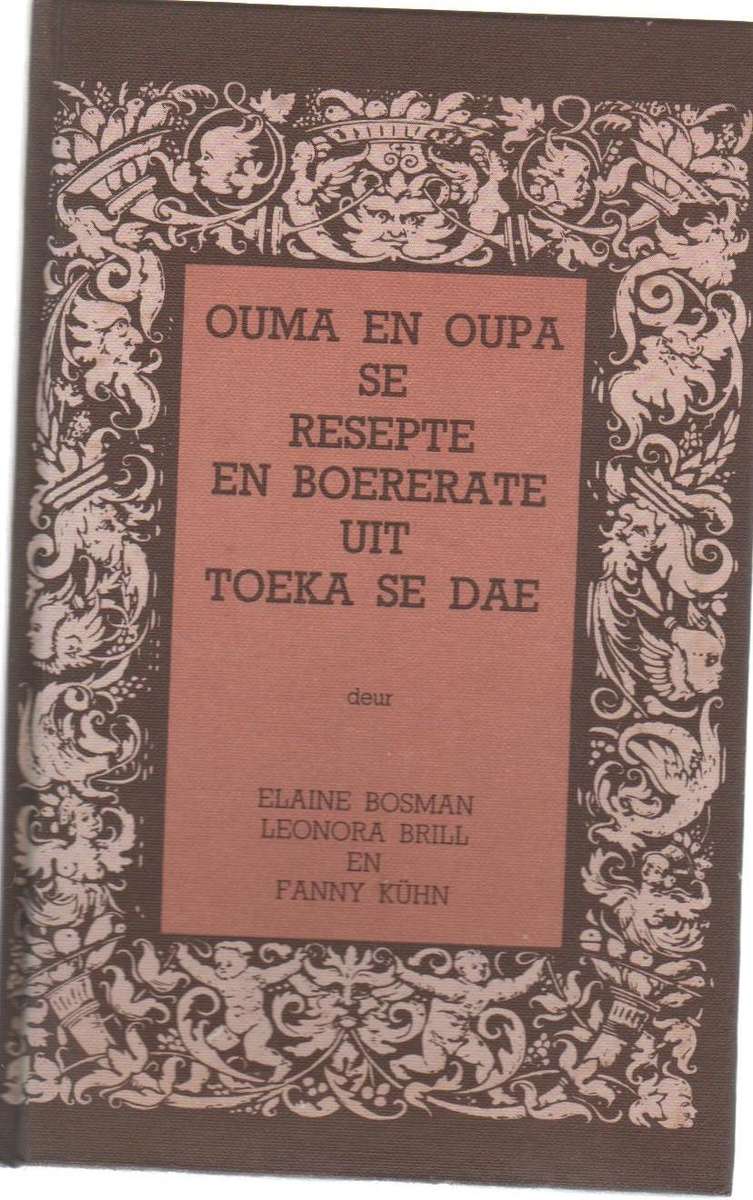 OUMA EN OUPA
SE
RESEPTE
EN BOERERATE
UIT
TOEKA SE DAE
deur
ELAINE BOSMAN
LEONORA BRILL
EN
FANNY KÜHN